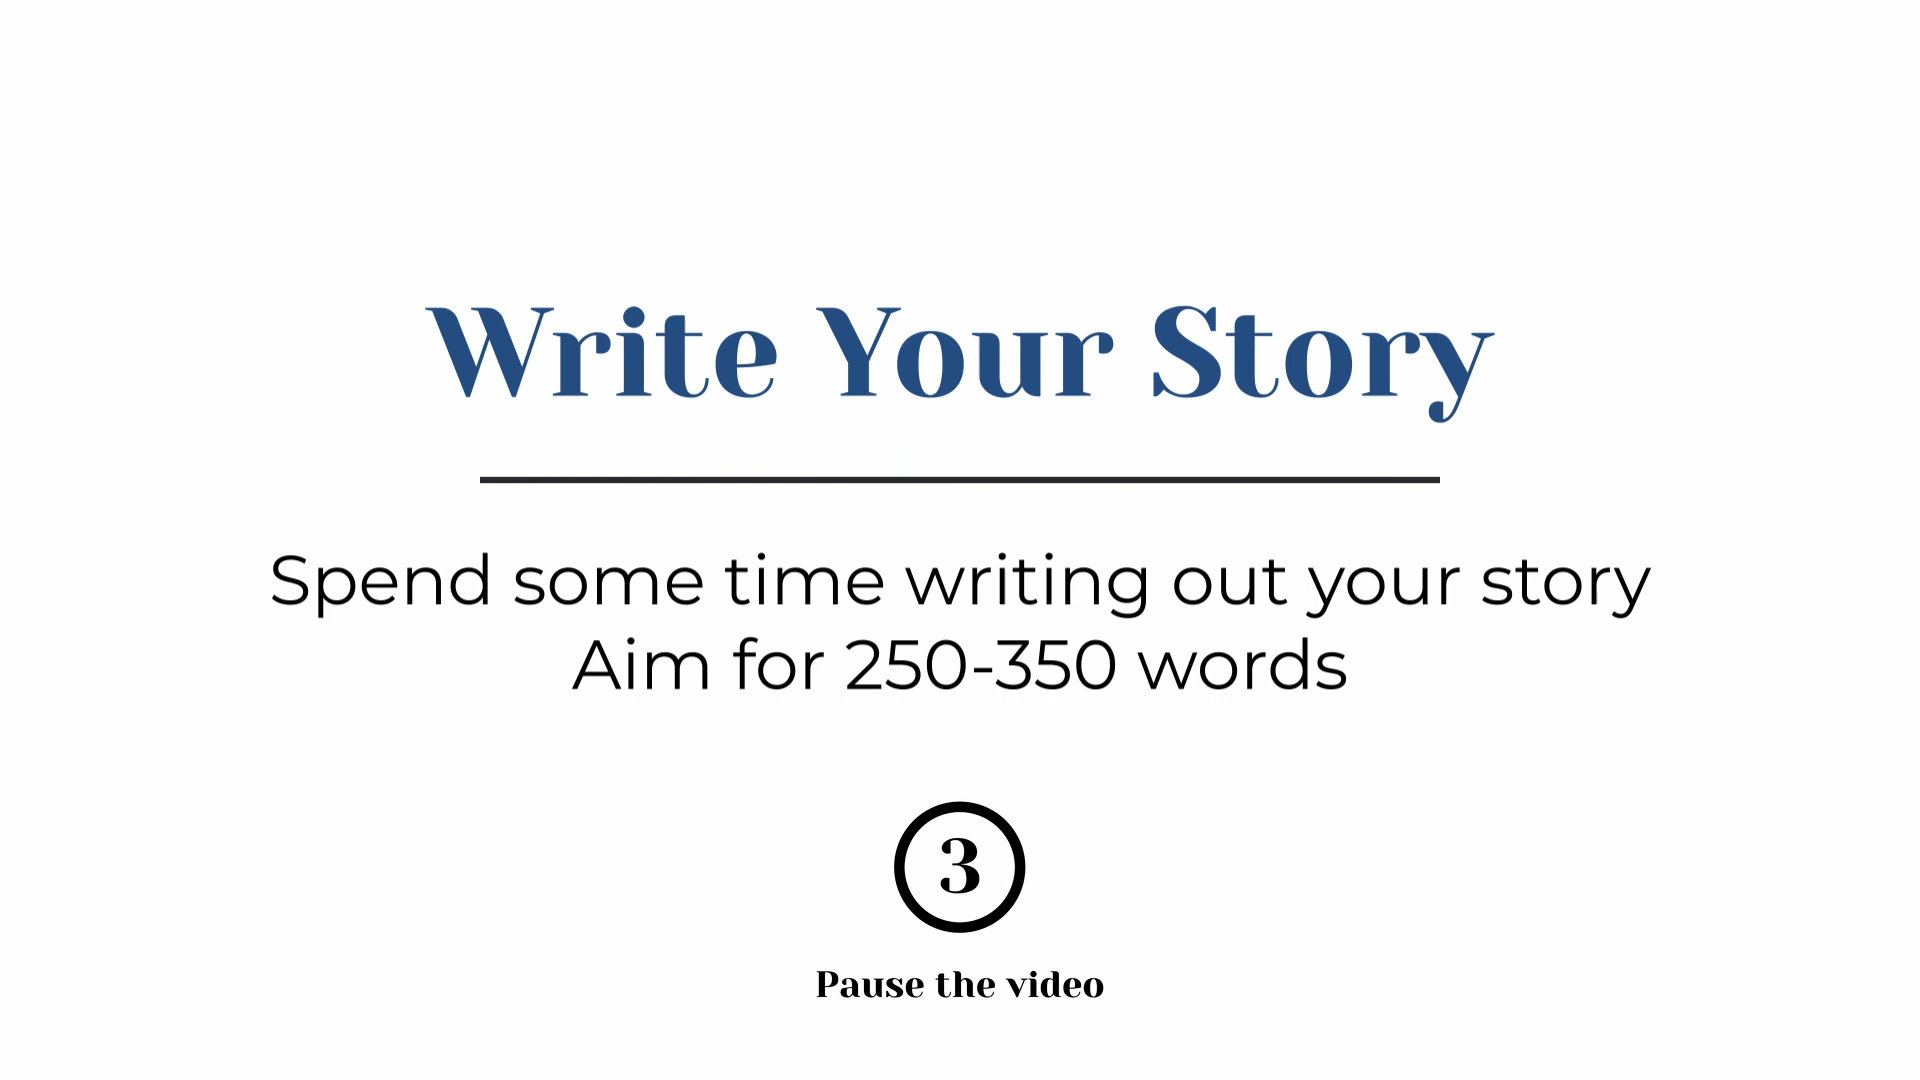 Write Your Story
Spend some time writing out your story
Aim for 250-350 words
3
Pause the video